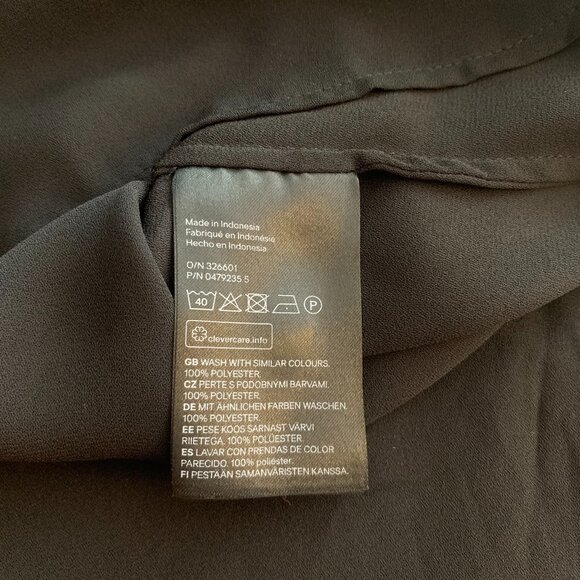 Made in Indonesia
Fabriqué en Indonésie
Hecho en Indonesia
O/N 326601
P/N 0479235 S
40 P
clevercare.info
GB WASH WITH SIMILAR COLOURS.
100% POLYESTER.
CZ PERTE S PODOBNÝMI BARVAMI.
100% POLYESTER.
DE MIT ÄHNLICHEN FARBEN WASCHEN.
100% POLYESTER.
EE PESE KOOS SARNAST VÄRVI
RIIETEGA. 100% POLÜESTER.
ES LAVAR CON PRENDAS DE COLOR
PARECIDO. 100% poliéster.
FI PESTÄÄN SAMANVÄRISTEN KANSSA.